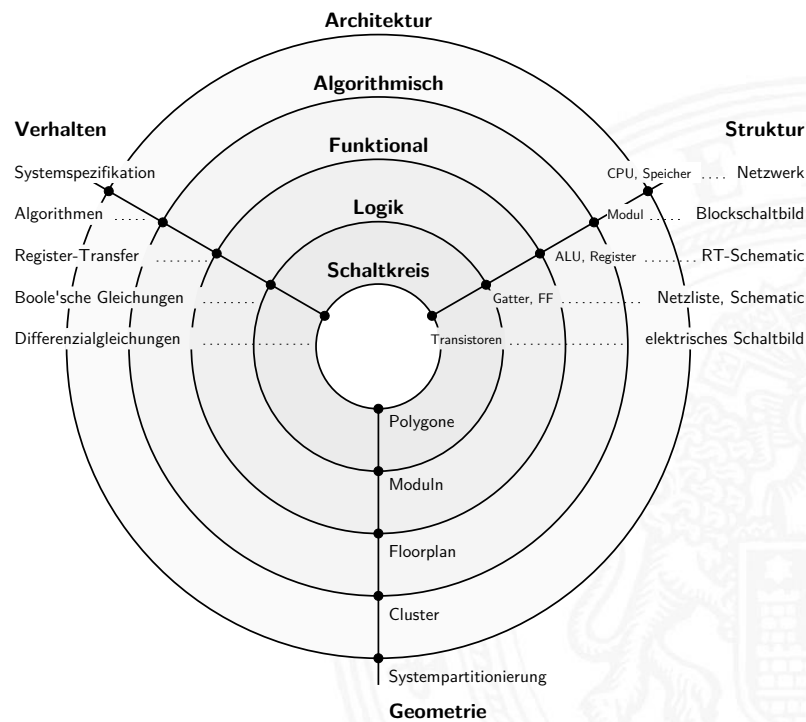 Architektur
Algorithmisch
Verhalten
Struktur
Funktional
Systemspezifikation
CPU, Speicher ..... Netzwerk
Logik
Algorithmen ......
Modul ...... Blockschaltbild
Register-Transfer ...........
ALU, Register ...... RT-Schematic
Schaltkreis
Boole'sche Gleichungen ...........
Gatter, FF ................. Netzliste, Schematic
Differenzialgleichungen .....................
Transistoren ...................... elektrisches Schaltbild
Polygone
Moduln
Floorplan
Cluster
Systempartitionierung
Geometrie